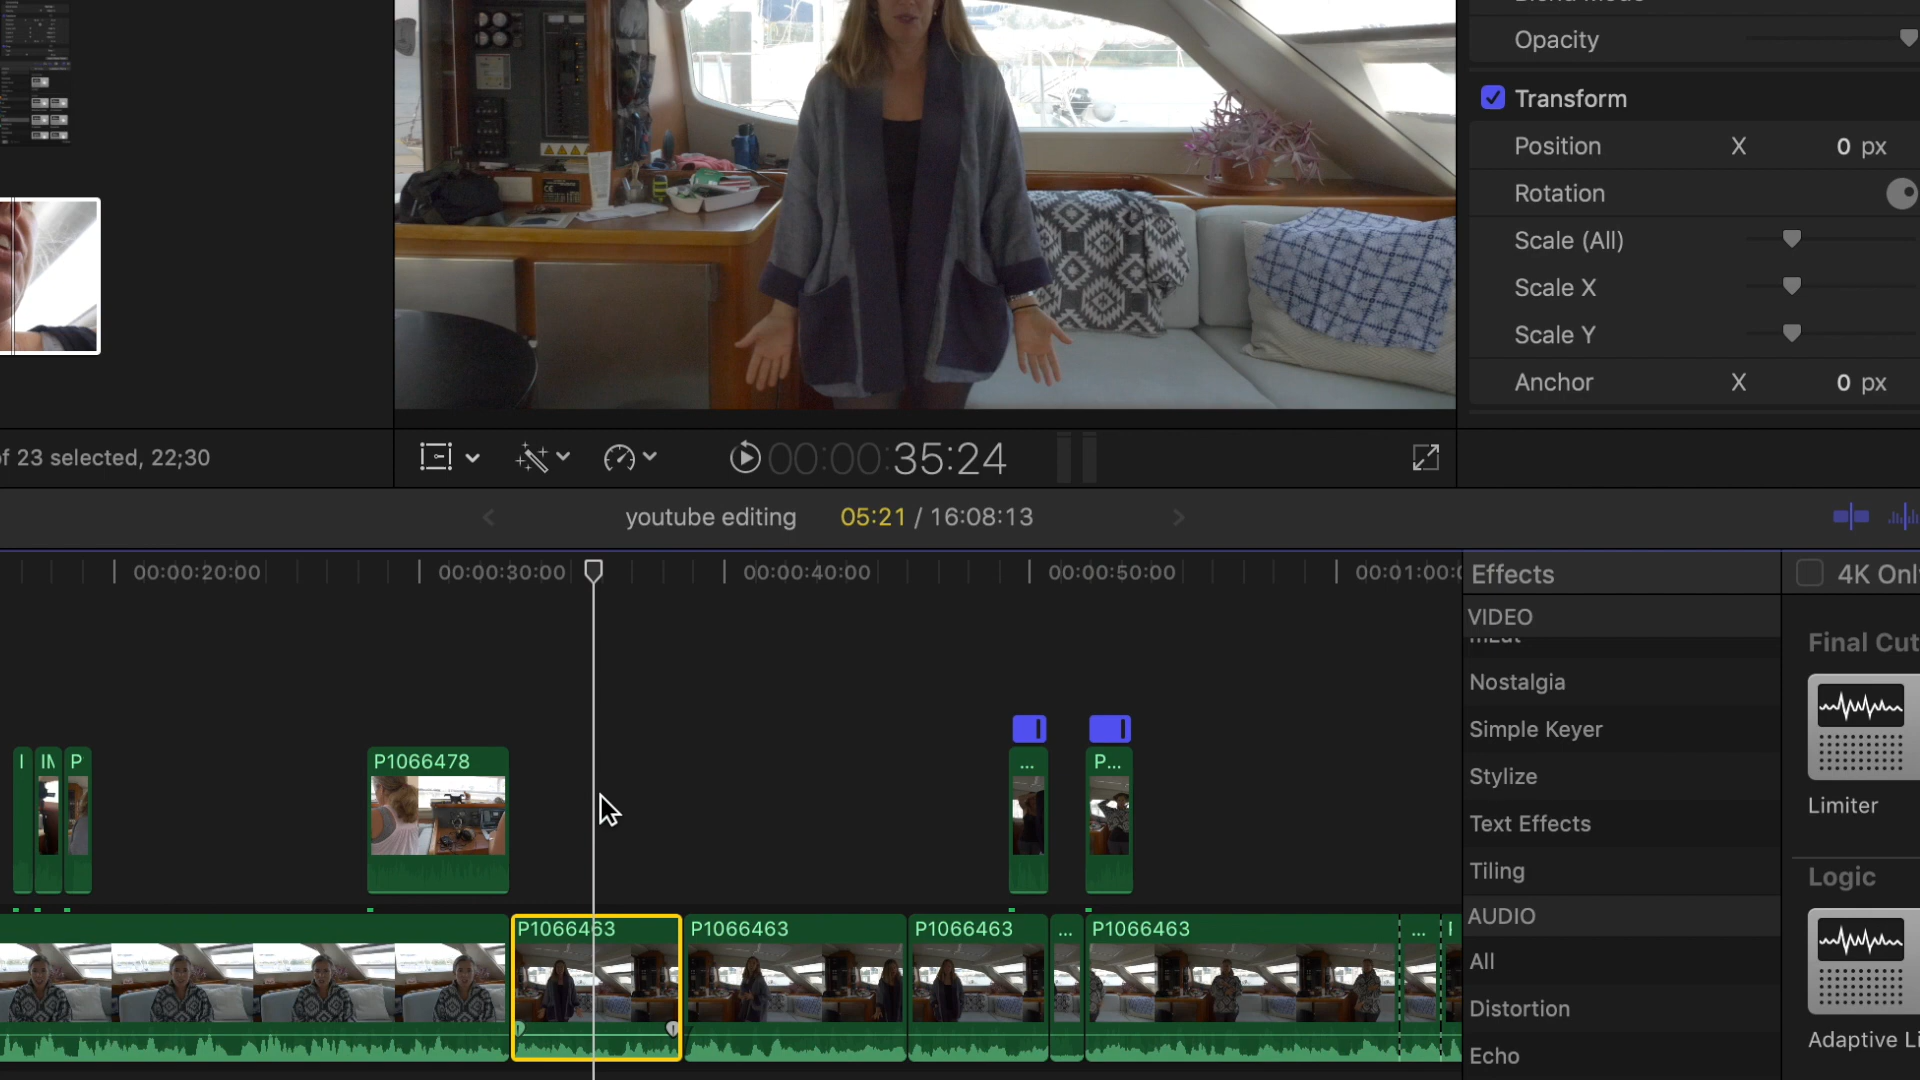 Opacity
Transform
Position X 0 px
Rotation
Scale (All)
Scale X
Scale Y
Anchor X 0 px
of 23 selected, 22;30
00:00:35:24
youtube editing 05:21 / 16:08:13
00:00:20:00 00:00:30:00 00:00:40:00 00:00:50:00 00:01:00:0
Effects
4K Onl
VIDEO
Nostalgia
Simple Keyer
Stylize
Text Effects
Tiling
AUDIO
All
Distortion
Echo
Final Cut
Limiter
Logic
Adaptive Li
I IN P
P1066478
... P...
P1066463 P1066463 P1066463 ... P1066463 ...